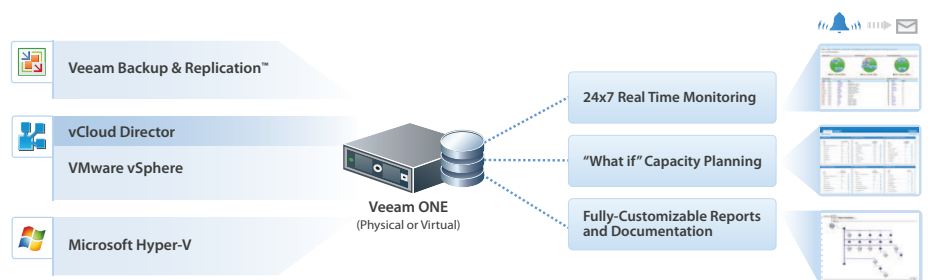 Veeam Backup & Replication™
vCloud Director
VMware vSphere
Microsoft Hyper-V
Veeam ONE
(Physical or Virtual)
24x7 Real Time Monitoring
“What if” Capacity Planning
Fully-Customizable Reports
and Documentation